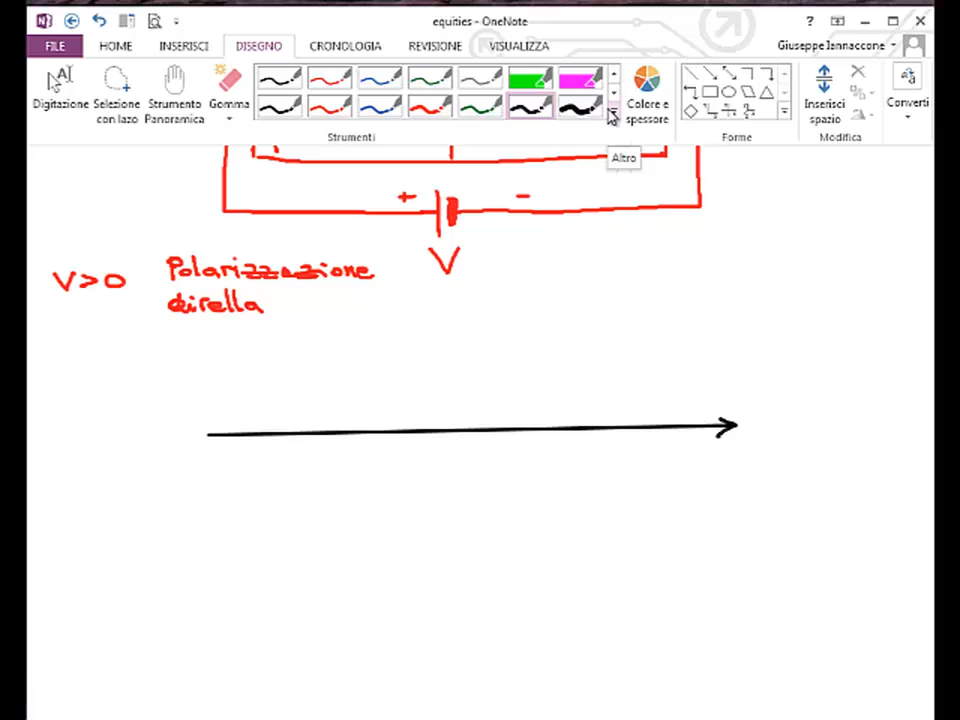 equities - OneNote
?
FILE HOME INSERISCI DISEGNO CRONOLOGIA REVISIONE VISUALIZZA Giuseppe Iannaccone
Digitazione Selezione con lazo Strumento Panoramica Gomma
Colore e spessore
Inserisci spazio
Converti
Strumenti Forme Modifica
Altro
+ -
V
V>0 Polarizzazione
diretta